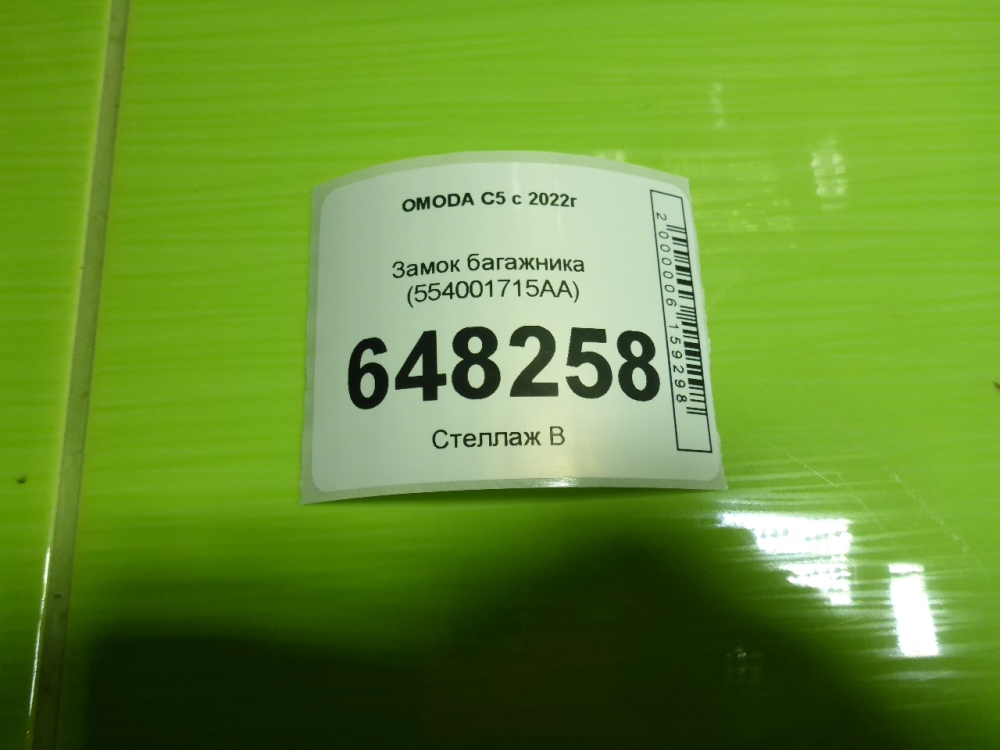 OMODA C5 с 2022г
Замок багажника
(554001715AA)
648258
Стеллаж В
2000006159298